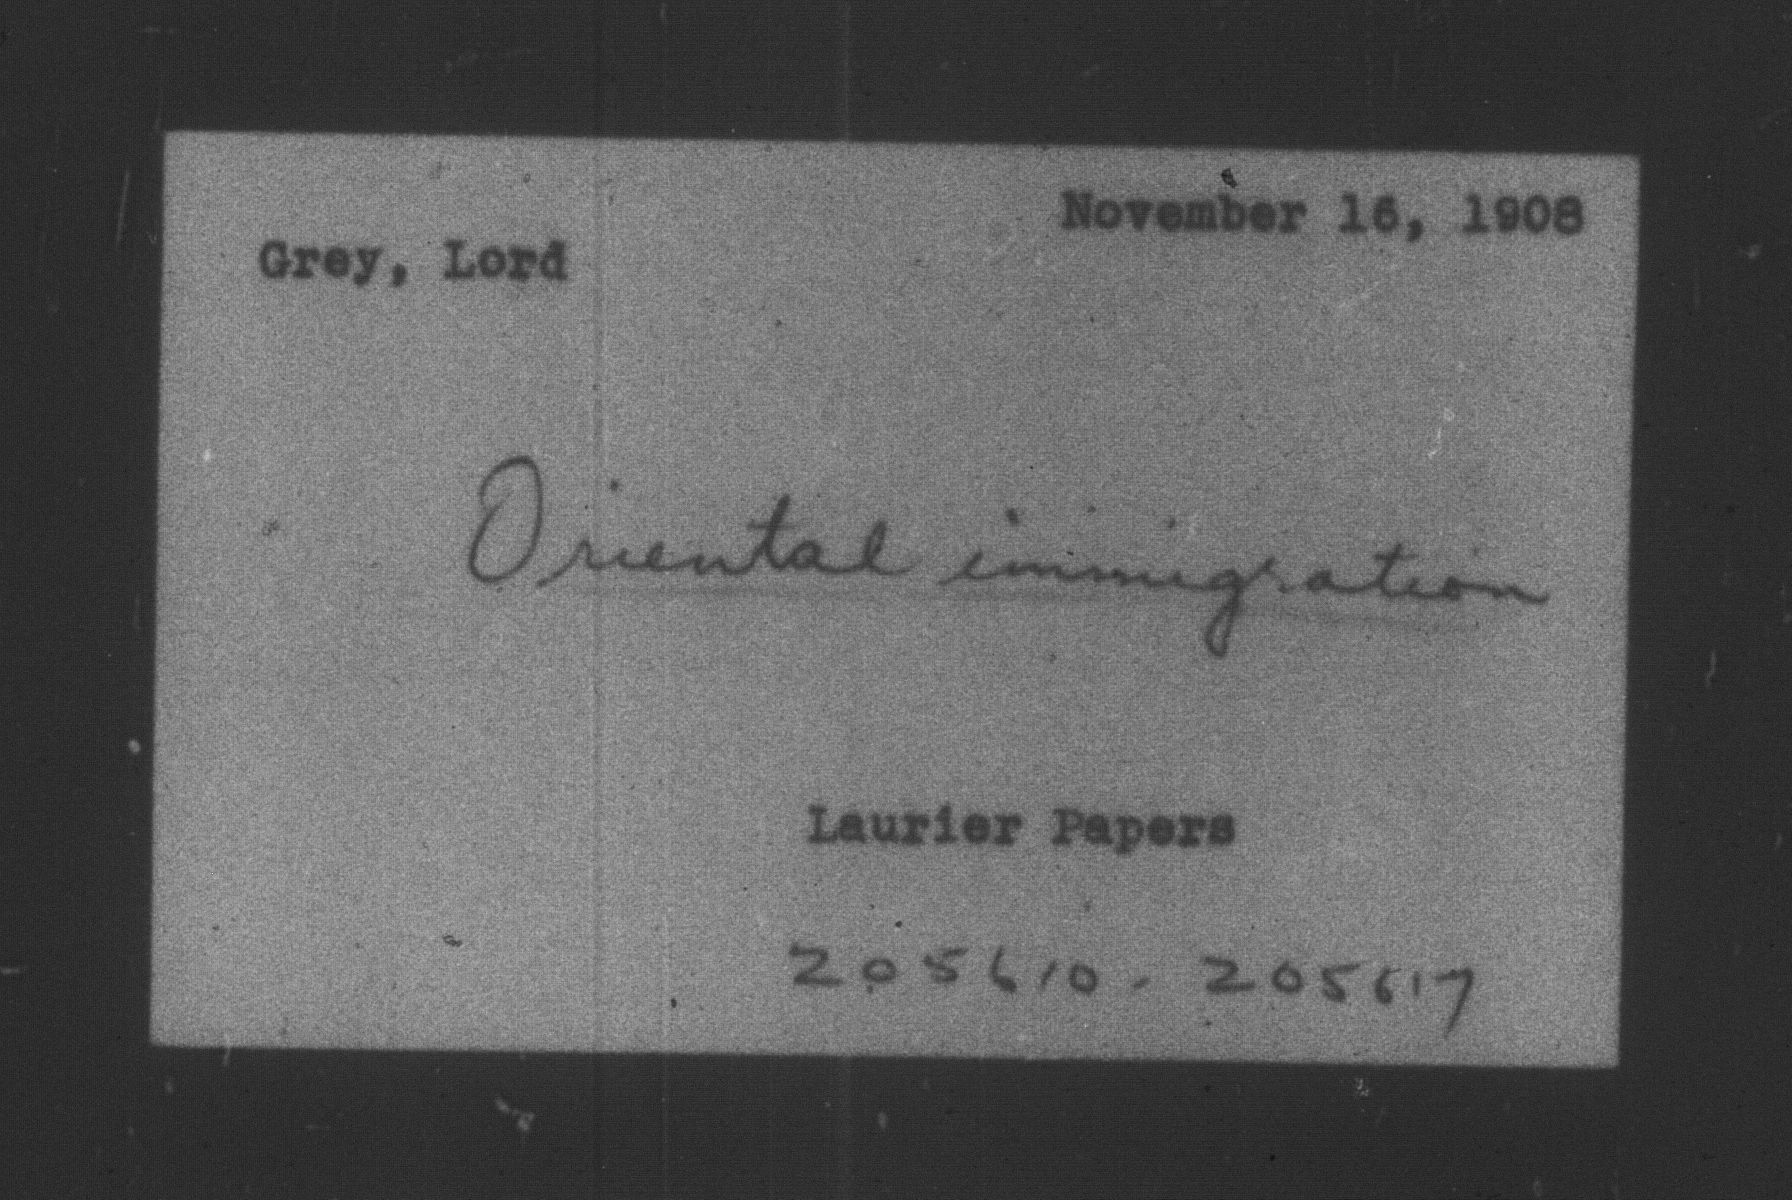 November 16, 1908
Grey, Lord
Oriental immigration
Laurier Papers
205610 - 205617